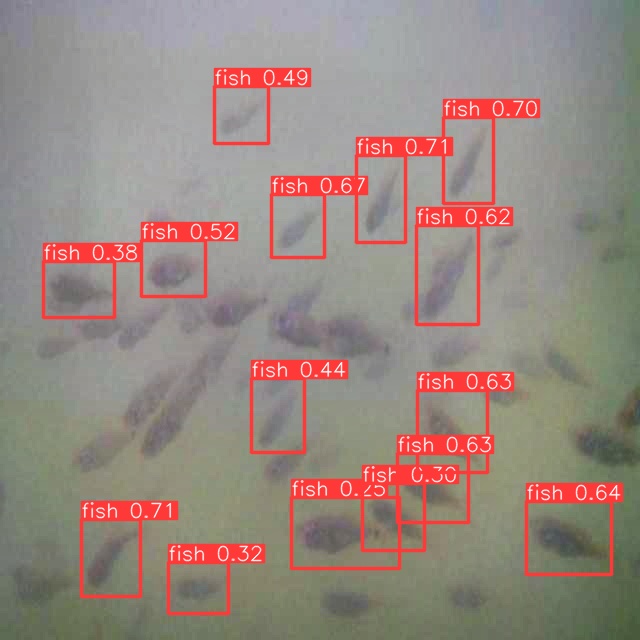 fish 0.49
fish 0.70
fish 0.71
fish 0.67
fish 0.62
fish 0.52
fish 0.38
fish 0.44
fish 0.63
fish 0.63
fish 0.30
fish 0.25
fish 0.64
fish 0.71
fish 0.32